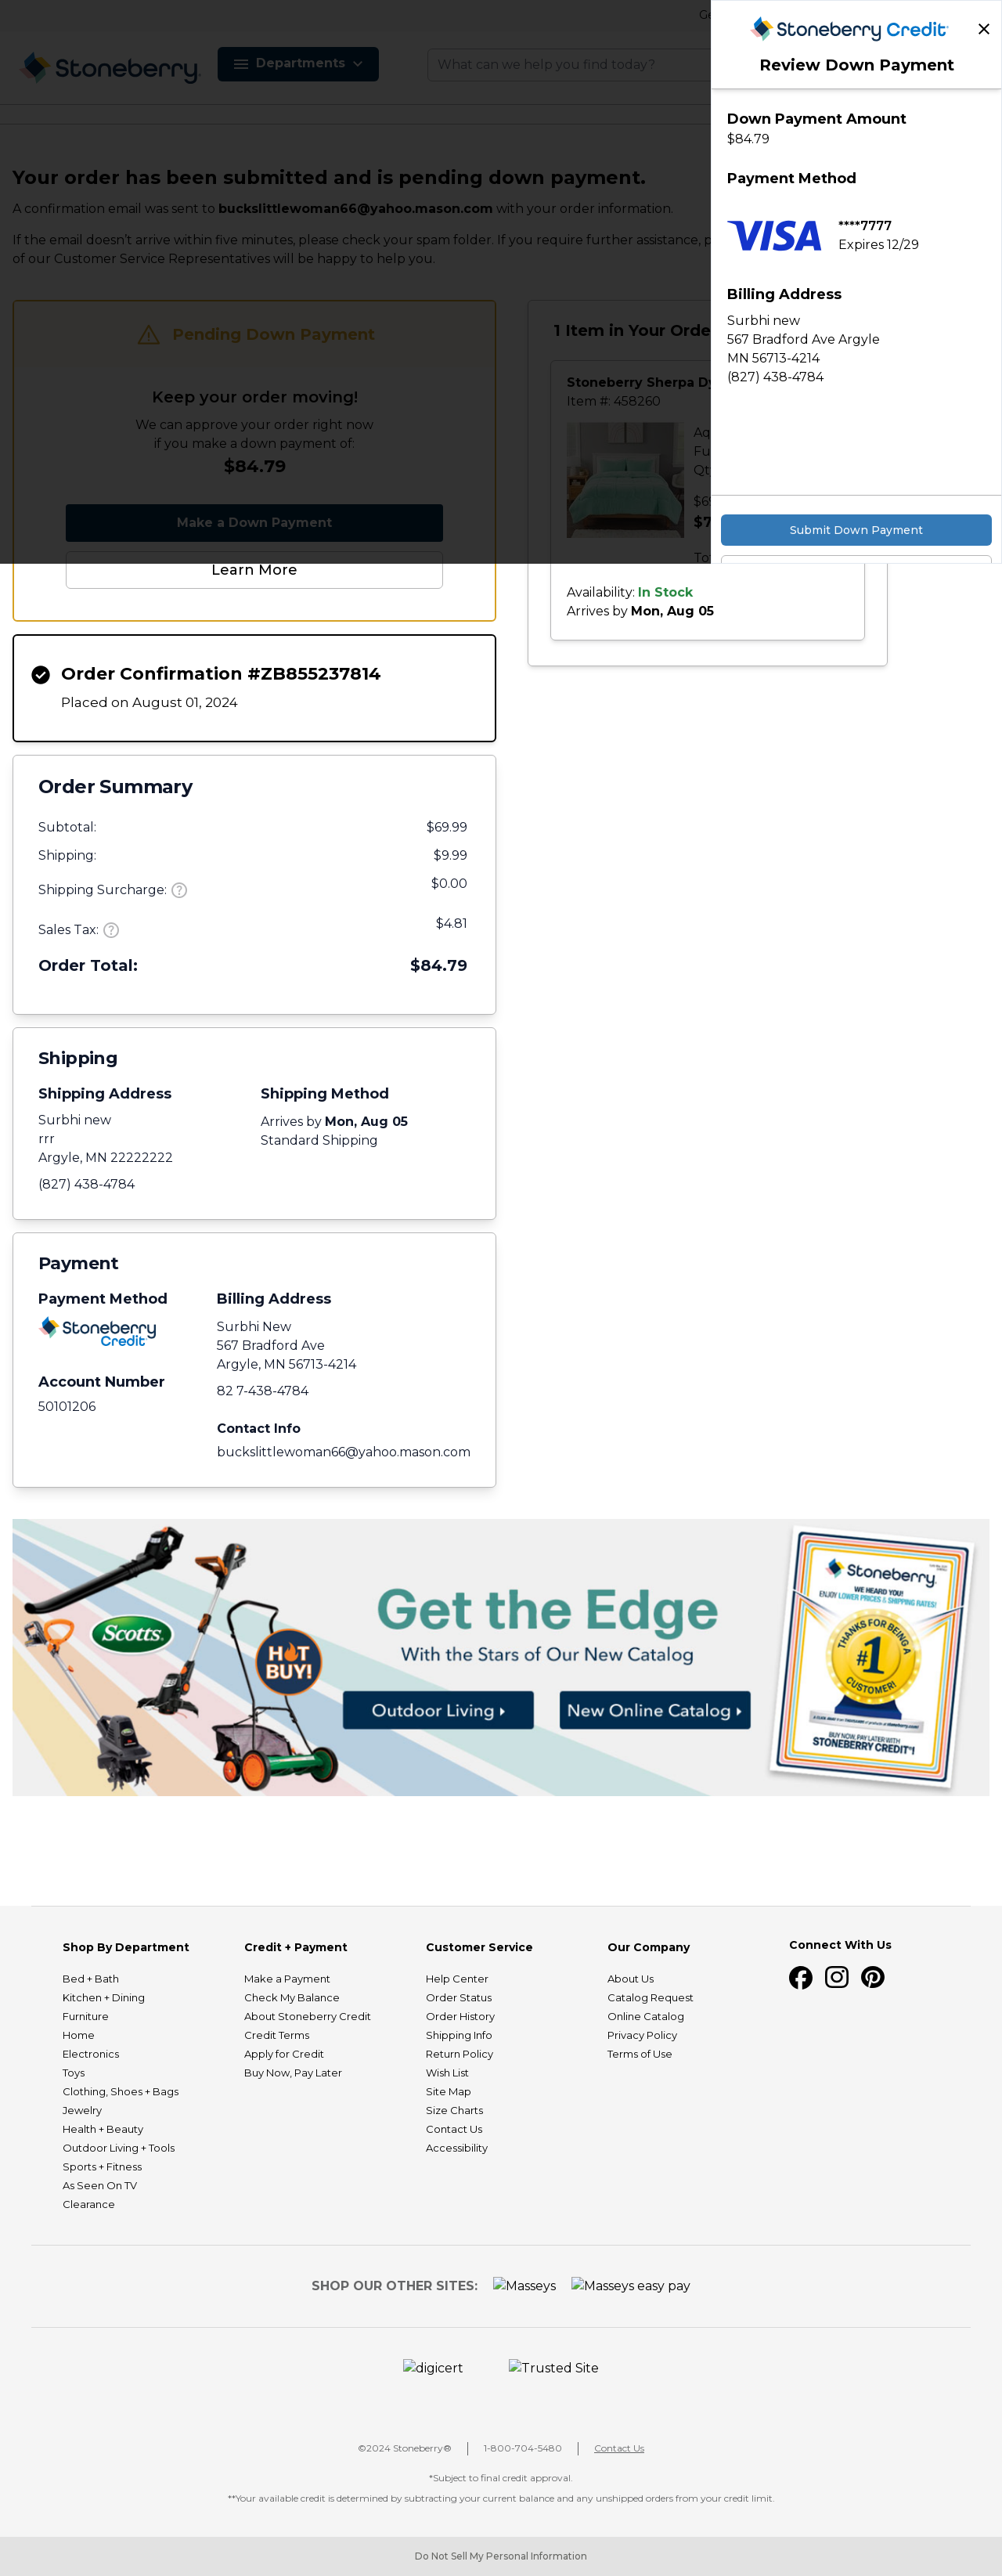 Ge
Stoneberry Credit
Review Down Payment
Stoneberry
Departments
What can we help you find today?
Down Payment Amount
$84.79
Payment Method
VISA
****7777
Expires 12/29
Billing Address
Surbhi new
567 Bradford Ave Argyle
MN 56713-4214
(827) 438-4784
Submit Down Payment
Your order has been submitted and is pending down payment.
A confirmation email was sent to buckslittlewoman66@yahoo.mason.com with your order information.
If the email doesn’t arrive within five minutes, please check your spam folder. If you require further assistance, p
of our Customer Service Representatives will be happy to help you.
Pending Down Payment
Keep your order moving!
We can approve your order right now
if you make a down payment of:
$84.79
Make a Down Payment
Learn More
1 Item in Your Orde
Stoneberry Sherpa Dy
Item #: 458260
Aq
Fu
Qt
$69
$7
To
Availability: In Stock
Arrives by Mon, Aug 05
Order Confirmation #ZB855237814
Placed on August 01, 2024
Order Summary
Subtotal: $69.99
Shipping: $9.99
Shipping Surcharge: $0.00
Sales Tax: $4.81
Order Total: $84.79
Shipping
Shipping Address
Surbhi new
rrr
Argyle, MN 22222222
(827) 438-4784
Shipping Method
Arrives by Mon, Aug 05
Standard Shipping
Payment
Payment Method
Stoneberry
Credit
Account Number
50101206
Billing Address
Surbhi New
567 Bradford Ave
Argyle, MN 56713-4214
82 7-438-4784
Contact Info
buckslittlewoman66@yahoo.mason.com
Scotts
HOT
BUY!
Get the Edge
With the Stars of Our New Catalog
Outdoor Living
New Online Catalog
Stoneberry
WE HEARD YOU!
ENJOY LOWER PRICES & SHIPPING RATES!
THANKS FOR BEING A
#1
CUSTOMER!
BUY NOW, PAY LATER WITH
STONEBERRY CREDIT!
Shop By Department
Bed + Bath
Kitchen + Dining
Furniture
Home
Electronics
Toys
Clothing, Shoes + Bags
Jewelry
Health + Beauty
Outdoor Living + Tools
Sports + Fitness
As Seen On TV
Clearance
Credit + Payment
Make a Payment
Check My Balance
About Stoneberry Credit
Credit Terms
Apply for Credit
Buy Now, Pay Later
Customer Service
Help Center
Order Status
Order History
Shipping Info
Return Policy
Wish List
Site Map
Size Charts
Contact Us
Accessibility
Our Company
About Us
Catalog Request
Online Catalog
Privacy Policy
Terms of Use
Connect With Us
SHOP OUR OTHER SITES: Masseys Masseys easy pay
digicert Trusted Site
©2024 Stoneberry® 1-800-704-5480 Contact Us
*Subject to final credit approval.
**Your available credit is determined by subtracting your current balance and any unshipped orders from your credit limit.
Do Not Sell My Personal Information